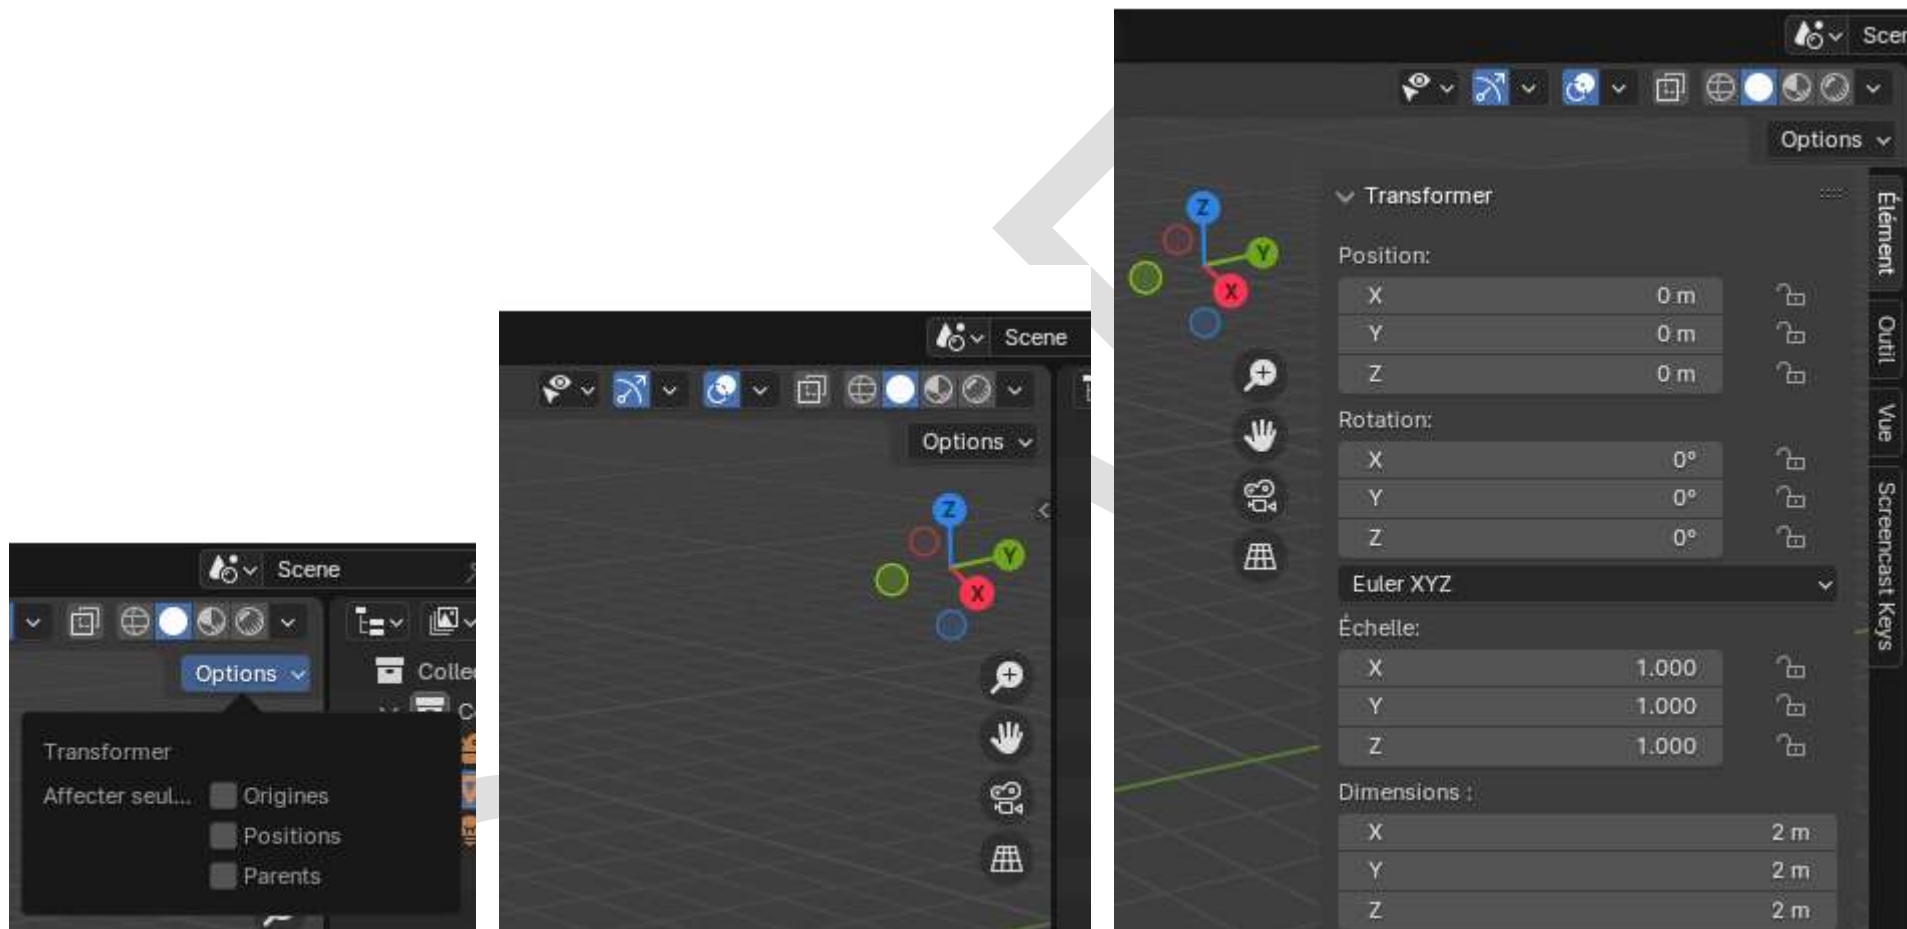 Scene
Options
Transformer
Affecter seul...
Origines
Positions
Parents
Scene
Options
Z
Y
X
Options
Z
Y
X
Transformer
Position:
X 0 m
Y 0 m
Z 0 m
Rotation:
X 0°
Y 0°
Z 0°
Euler XYZ
Échelle:
X 1.000
Y 1.000
Z 1.000
Dimensions :
X 2 m
Y 2 m
Z 2 m
Élément
Outil
Vue
Screencast Keys